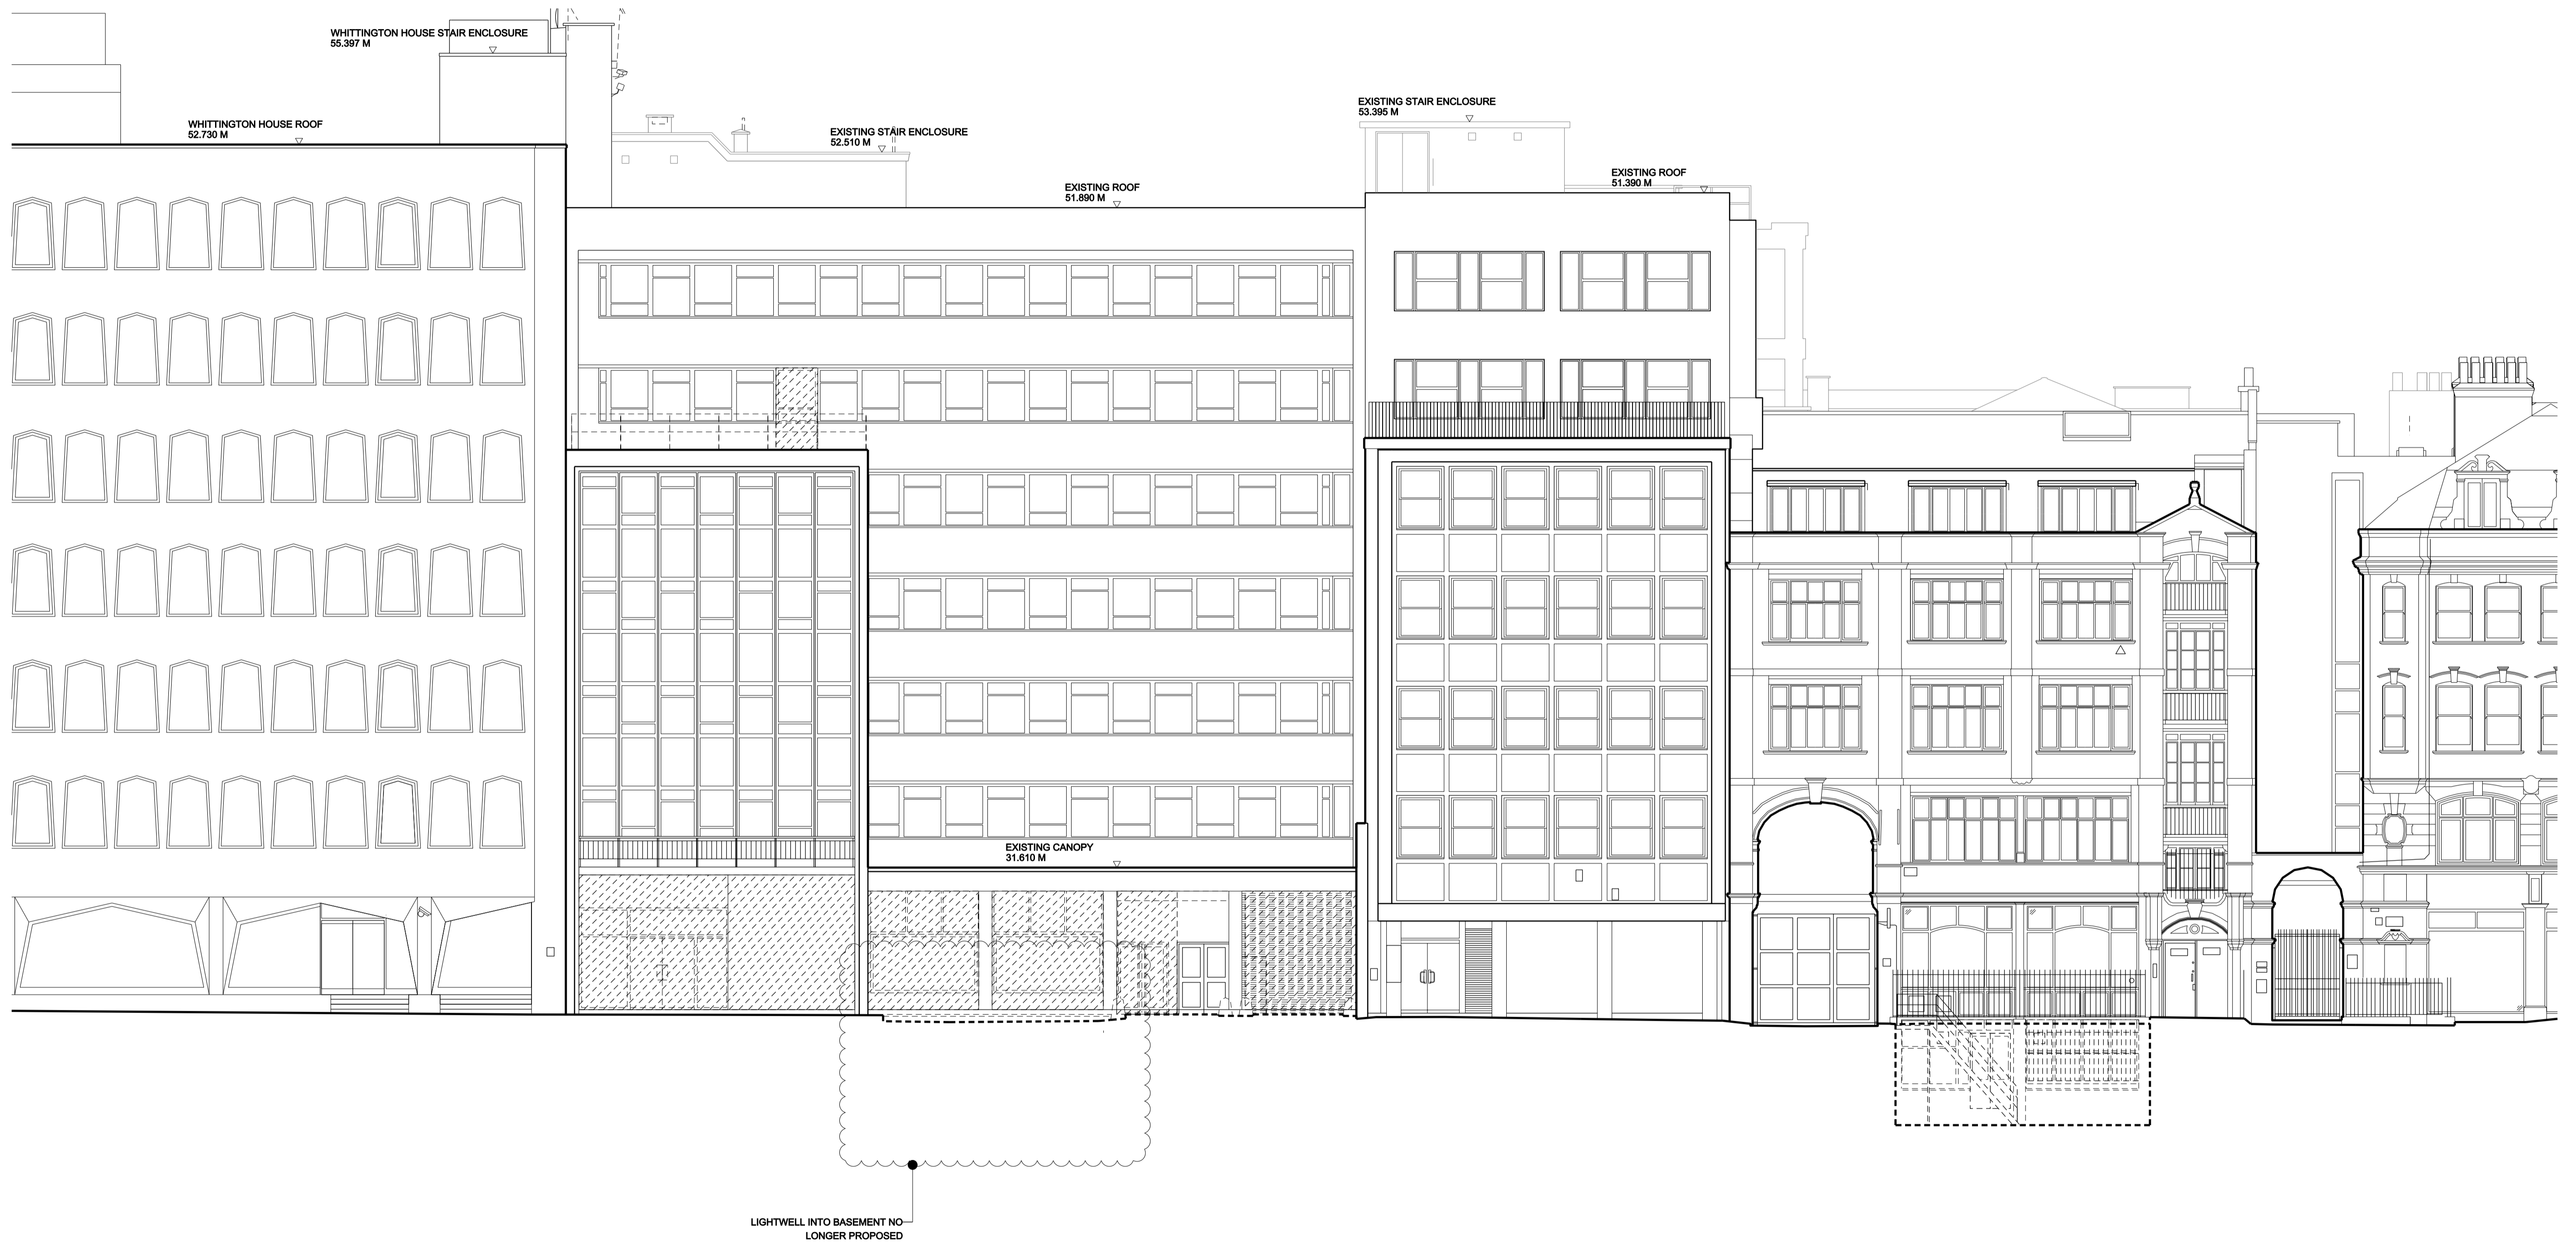 WHITTINGTON HOUSE STAIR ENCLOSURE
55.397 M
WHITTINGTON HOUSE ROOF
52.730 M
EXISTING STAIR ENCLOSURE
52.510 M
EXISTING ROOF
51.890 M
EXISTING STAIR ENCLOSURE
53.395 M
EXISTING ROOF
51.390 M
EXISTING CANOPY
31.610 M
LIGHTWELL INTO BASEMENT NO
LONGER PROPOSED